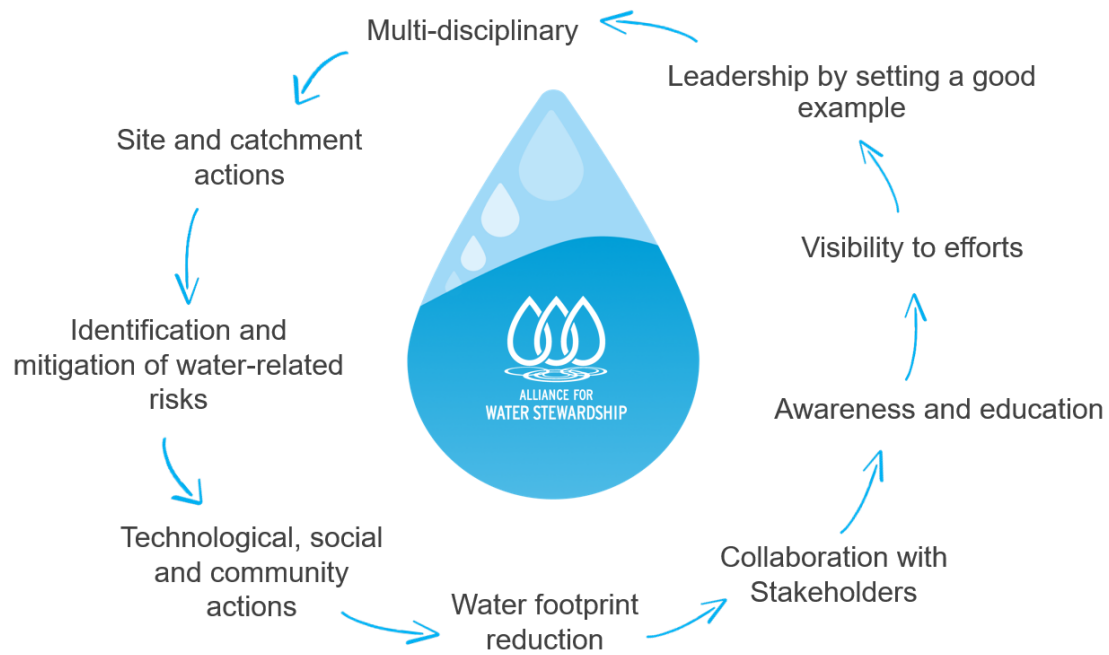 Multi-disciplinary
Leadership by setting a good
example
Site and catchment
actions
Visibility to efforts
Identification and
mitigation of water-related
risks
ALLIANCE FOR
WATER STEWARDSHIP
Awareness and education
Technological, social
and community
actions
Collaboration with
Stakeholders
Water footprint
reduction